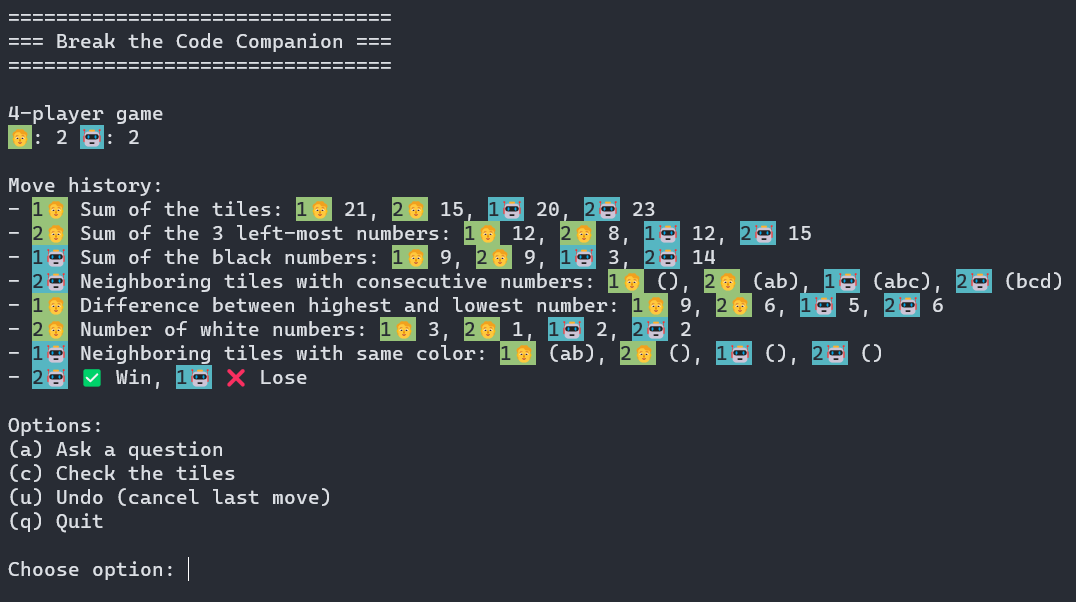 ================================
=== Break the Code Companion ===
================================
4-player game
🧑: 2 🤖: 2
Move history:
- 1🧑 Sum of the tiles: 1🧑 21, 2🧑 15, 1🤖 20, 2🤖 23
- 2🧑 Sum of the 3 left-most numbers: 1🧑 12, 2🧑 8, 1🤖 12, 2🤖 15
- 1🤖 Sum of the black numbers: 1🧑 9, 2🧑 9, 1🤖 3, 2🤖 14
- 2🤖 Neighboring tiles with consecutive numbers: 1🧑 (), 2🧑 (ab), 1🤖 (abc), 2🤖 (bcd)
- 1🧑 Difference between highest and lowest number: 1🧑 9, 2🧑 6, 1🤖 5, 2🤖 6
- 2🧑 Number of white numbers: 1🧑 3, 2🧑 1, 1🤖 2, 2🤖 2
- 1🤖 Neighboring tiles with same color: 1🧑 (ab), 2🧑 (), 1🤖 (), 2🤖 ()
- 2🤖 ✅ Win, 1🤖 ❌ Lose
Options:
(a) Ask a question
(c) Check the tiles
(u) Undo (cancel last move)
(q) Quit
Choose option: